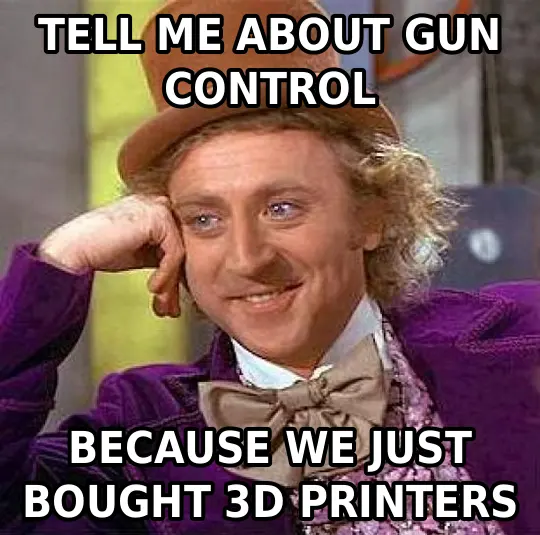 TELL ME ABOUT GUN
CONTROL
BECAUSE WE JUST
BOUGHT 3D PRINTERS